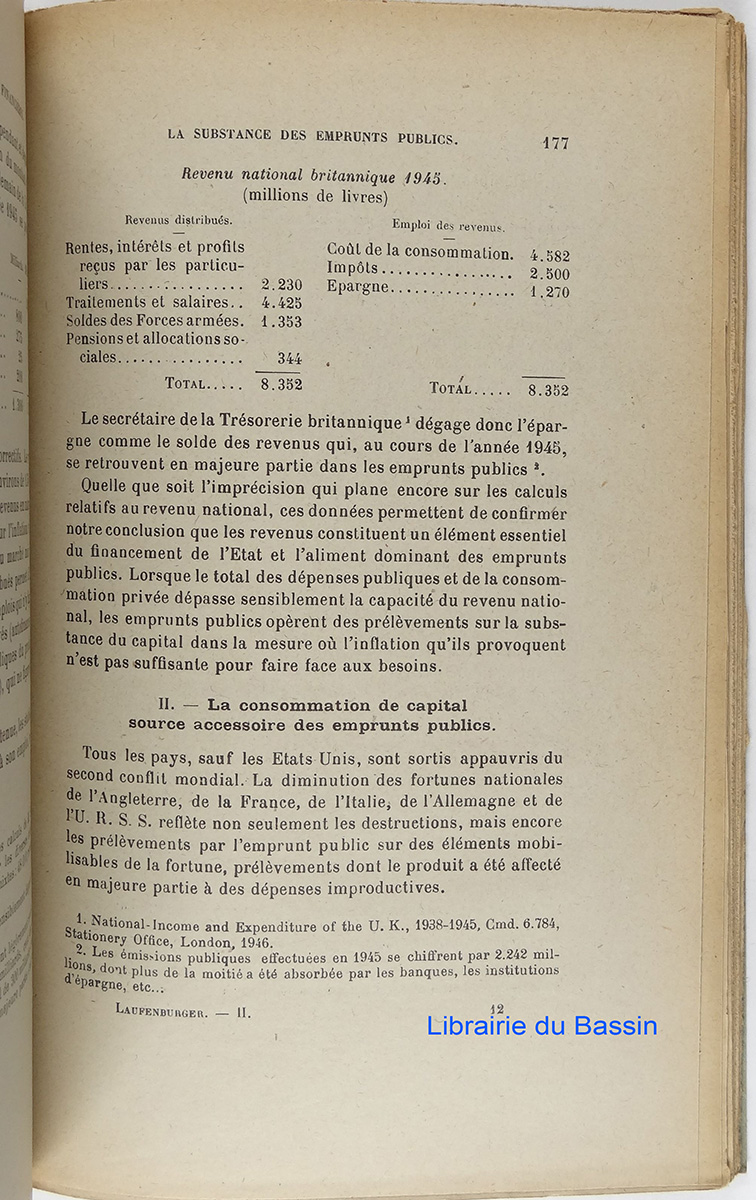 LA SUBSTANCE DES EMPRUNTS PUBLICS. 177
Revenu national britannique 1945.
(millions de livres)
Revenus distribués.
Rentes, intérêts et profits
reçus par les particu-
liers................. 2.230
Traitements et salaires.. 4.425
Soldes des Forces armées. 1.353
Pensions et allocations so-
ciales................ 344
TOTAL..... 8.352
Emploi des revenus.
Coût de la consommation. 4.582
Impôts................ 2.500
Epargne............... 1.270
TOTAL..... 8.352
Le secrétaire de la Trésorerie britannique ¹ dégage donc l'épar-
gne comme le solde des revenus qui, au cours de l'année 1945,
se retrouvent en majeure partie dans les emprunts publics ².
Quelle que soit l'imprécision qui plane encore sur les calculs
relatifs au revenu national, ces données permettent de confirmer
notre conclusion que les revenus constituent un élément essentiel
du financement de l'Etat et l'aliment dominant des emprunts
publics. Lorsque le total des dépenses publiques et de la consom-
mation privée dépasse sensiblement la capacité du revenu natio-
nal, les emprunts publics opèrent des prélèvements sur la subs-
tance du capital dans la mesure où l'inflation qu'ils provoquent
n'est pas suffisante pour faire face aux besoins.
II. — La consommation de capital
source accessoire des emprunts publics.
Tous les pays, sauf les Etats Unis, sont sortis appauvris du
second conflit mondial. La diminution des fortunes nationales
de l'Angleterre, de la France, de l'Italie, de l'Allemagne et de
l'U. R. S. S. reflète non seulement les destructions, mais encore
les prélèvements par l'emprunt public sur des éléments mobi-
lisables de la fortune, prélèvements dont le produit a été affecté
en majeure partie à des dépenses improductives.
1. National-Income and Expenditure of the U. K., 1938-1945, Cmd. 6.784,
Stationery Office, London, 1946.
2. Les émissions publiques effectuées en 1945 se chiffrent par 2.242 mil-
lions, dont plus de la moitié a été absorbée par les banques, les institutions
d'épargne, etc...
LAUFENBURGER. — II. 12
Librairie du Bassin